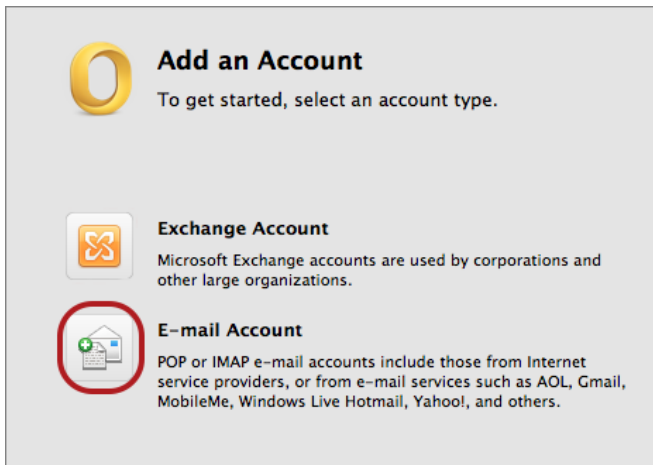 Add an Account
To get started, select an account type.
Exchange Account
Microsoft Exchange accounts are used by corporations and
other large organizations.
E-mail Account
POP or IMAP e-mail accounts include those from Internet
service providers, or from e-mail services such as AOL, Gmail,
MobileMe, Windows Live Hotmail, Yahoo!, and others.